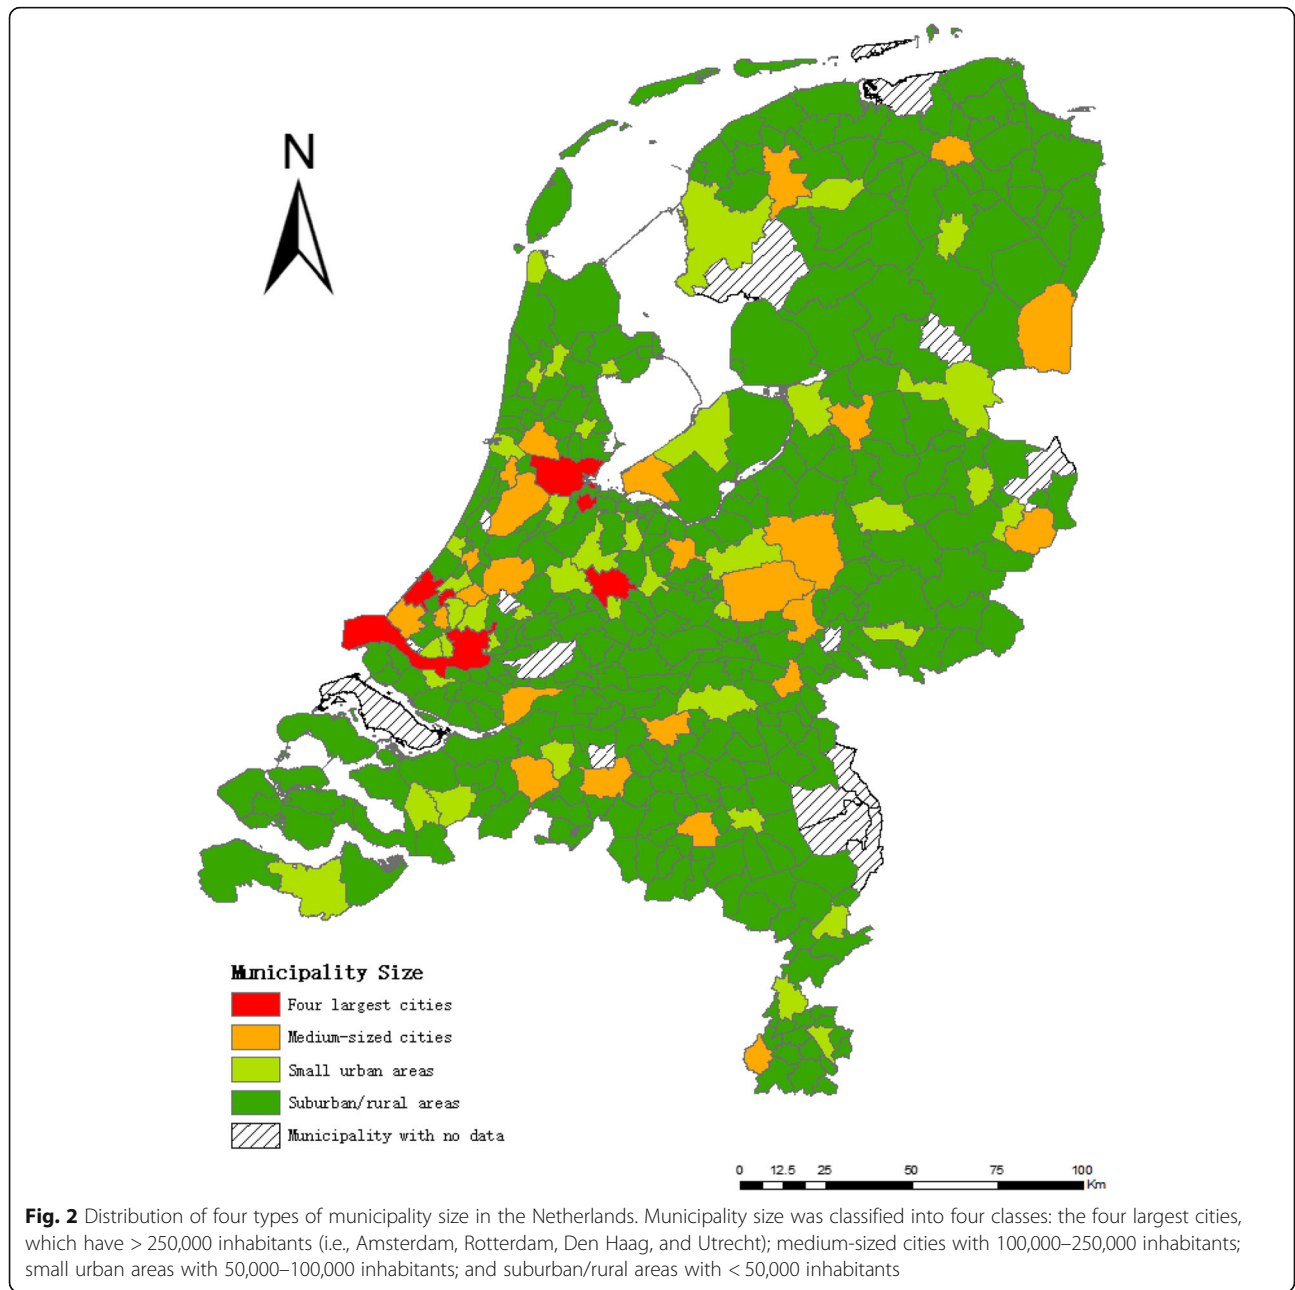 N
Municipality Size
Four largest cities
Medium-sized cities
Small urban areas
Suburban/rural areas
Municipality with no data
0 12.5 25 50 75 100
Km
Fig. 2 Distribution of four types of municipality size in the Netherlands. Municipality size was classified into four classes: the four largest cities,
which have > 250,000 inhabitants (i.e., Amsterdam, Rotterdam, Den Haag, and Utrecht); medium-sized cities with 100,000–250,000 inhabitants;
small urban areas with 50,000–100,000 inhabitants; and suburban/rural areas with < 50,000 inhabitants